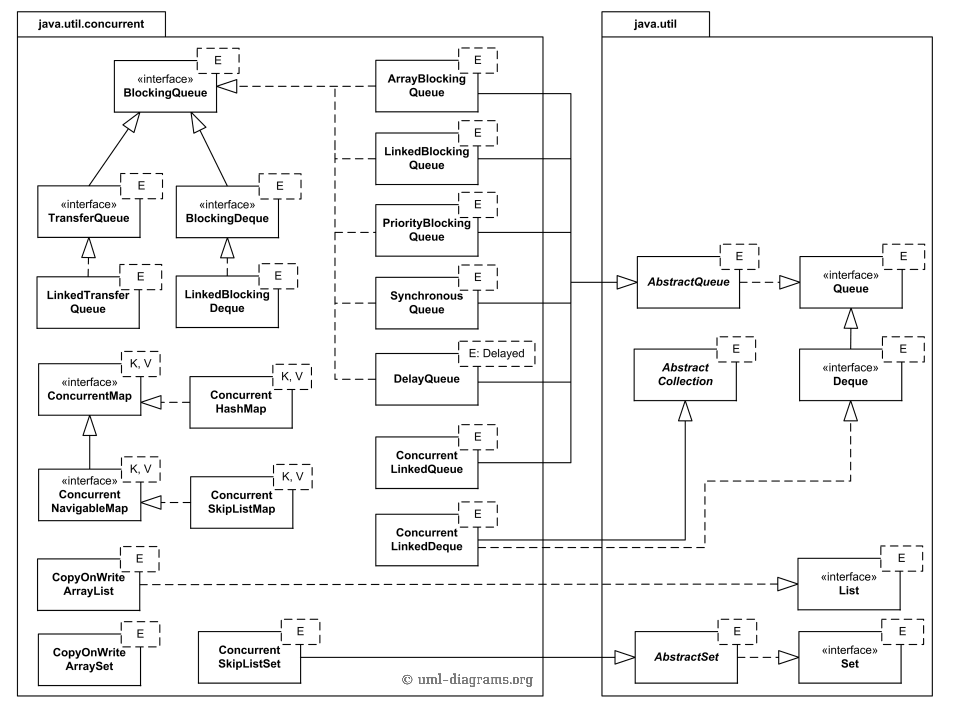 java.util.concurrent
java.util
E
«interface»
BlockingQueue
E
ArrayBlocking
Queue
E
LinkedBlocking
Queue
E
«interface»
TransferQueue
E
«interface»
BlockingDeque
E
PriorityBlocking
Queue
E
LinkedTransfer
Queue
E
LinkedBlocking
Deque
E
Synchronous
Queue
E
AbstractQueue
E
«interface»
Queue
K, V
«interface»
ConcurrentMap
K, V
Concurrent
HashMap
E: Delayed
DelayQueue
E
Abstract
Collection
E
«interface»
Deque
K, V
«interface»
Concurrent
NavigableMap
K, V
Concurrent
SkipListMap
E
Concurrent
LinkedQueue
E
Concurrent
LinkedDeque
E
CopyOnWrite
ArrayList
E
«interface»
List
E
CopyOnWrite
ArraySet
E
Concurrent
SkipListSet
E
AbstractSet
E
«interface»
Set
© uml-diagrams.org